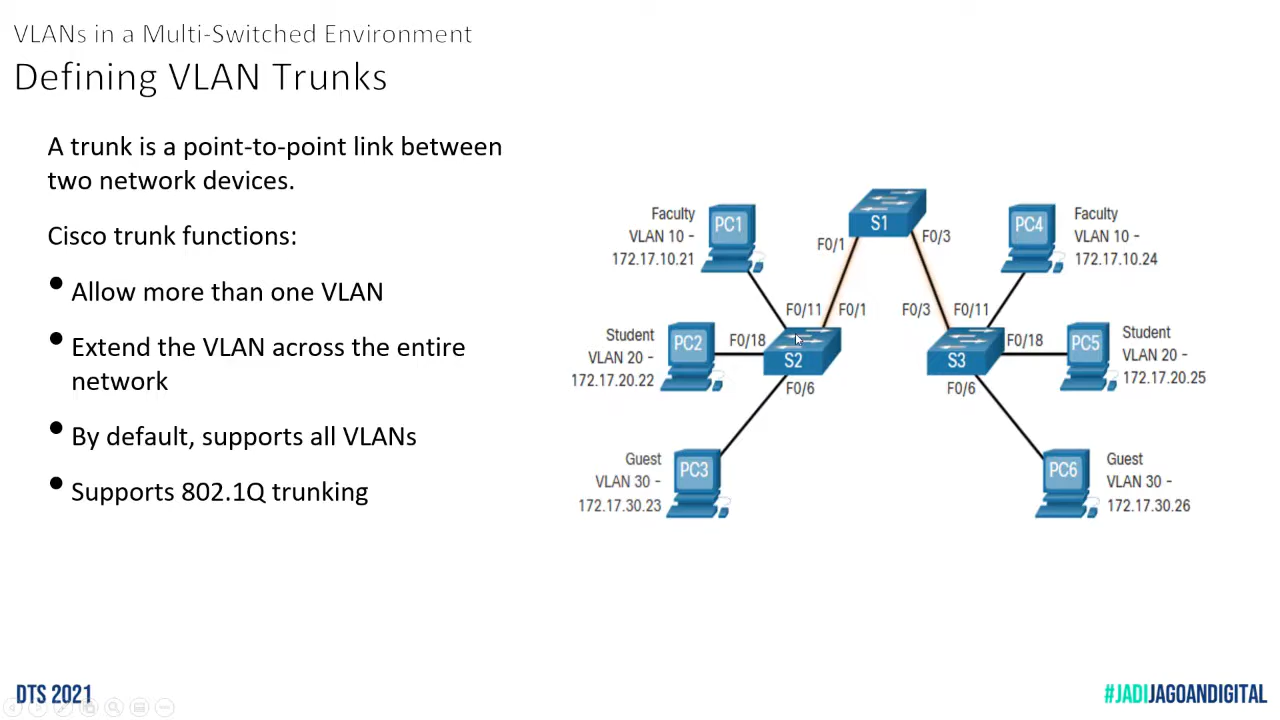 VLANs in a Multi-Switched Environment
Defining VLAN Trunks
A trunk is a point-to-point link between
two network devices.
Cisco trunk functions:
• Allow more than one VLAN
• Extend the VLAN across the entire
network
• By default, supports all VLANs
• Supports 802.1Q trunking
Faculty
VLAN 10 -
172.17.10.21
PC1
S1
F0/1
F0/3
PC4
Faculty
VLAN 10 -
172.17.10.24
F0/11
F0/1
F0/3
F0/11
Student
VLAN 20 -
172.17.20.22
PC2
F0/18
S2
F0/6
S3
F0/6
F0/18
PC5
Student
VLAN 20 -
172.17.20.25
Guest
VLAN 30 -
172.17.30.23
PC3
PC6
Guest
VLAN 30 -
172.17.30.26
DTS 2021
#JADIJAGOANDIGITAL